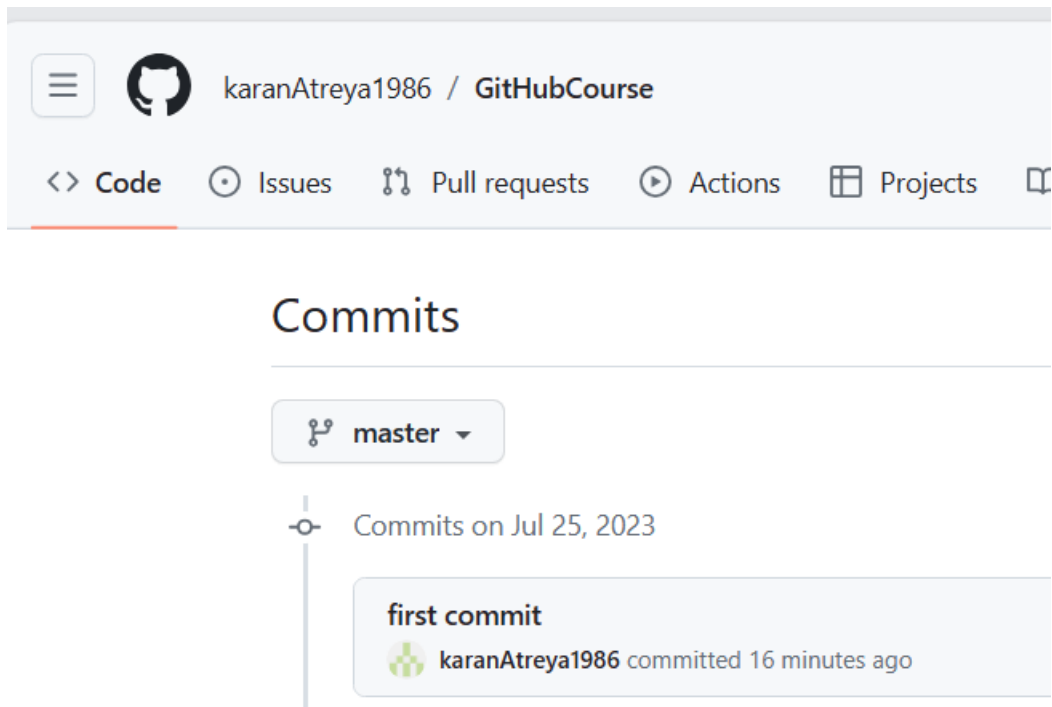 karanAtreya1986 / GitHubCourse
Code Issues Pull requests Actions Projects
Commits
master
Commits on Jul 25, 2023
first commit
karanAtreya1986 committed 16 minutes ago